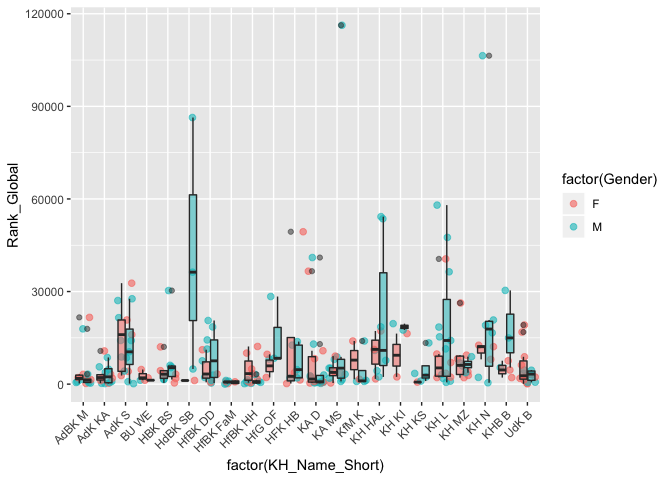 120000
90000
60000
30000
0
Rank_Global
AdBK M
AdK KA
AdK S
BU WE
HBK BS
HdBK SB
HfBK DD
HfBK FaM
HfBK HH
HfG OF
HFK HB
KA D
KA MS
KfM K
KH HAL
KH KI
KH KS
KH L
KH MZ
KH N
KHB B
UdK B
factor(KH_Name_Short)
factor(Gender)
F
M